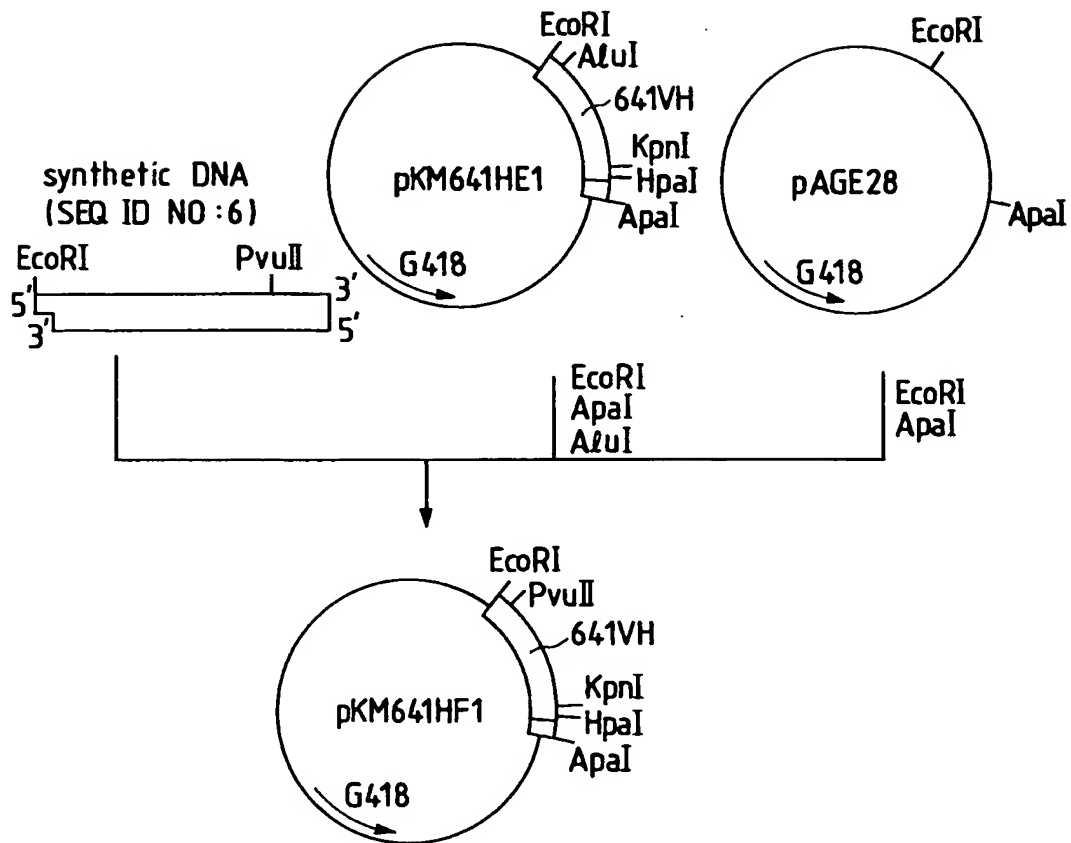 synthetic DNA
(SEQ ID NO:6)
EcoRI
PvuII
5'
3'
3'
5'
EcoRI
AluI
641VH
KpnI
HpaI
ApaI
pKM641HE1
G418
EcoRI
ApaI
pAGE28
G418
EcoRI
ApaI
AluI
EcoRI
ApaI
EcoRI
PvuII
641VH
KpnI
HpaI
ApaI
pKM641HF1
G418